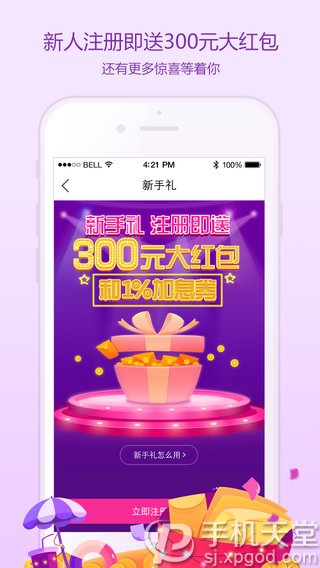 新人注册即送300元大红包
还有更多惊喜等着你
BELL 4:21 PM 100%
新手礼
新手礼 注册即送
300元大红包
和1%加息券
新手礼怎么用>
立即注册
手机天堂
sj.xpgod.com